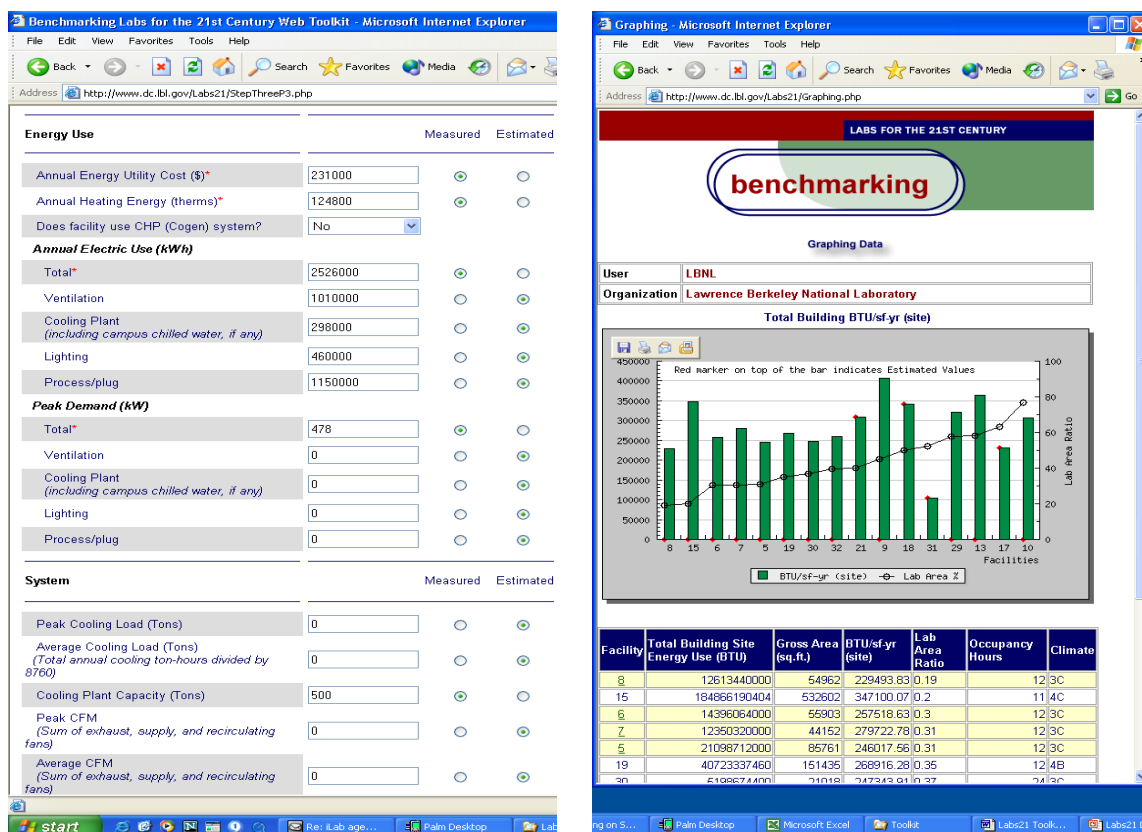 Benchmarking Labs for the 21st Century Web Toolkit - Microsoft Internet Explorer
File Edit View Favorites Tools Help
Back Search Favorites Media
Address http://www.dc.lbl.gov/Labs21/StepThreeP3.php
Energy Use Measured Estimated
Annual Energy Utility Cost ($)* 231000
Annual Heating Energy (therms)* 124800
Does facility use CHP (Cogen) system? No
Annual Electric Use (kWh)
Total* 2526000
Ventilation 1010000
Cooling Plant
(including campus chilled water, if any) 298000
Lighting 460000
Process/plug 1150000
Peak Demand (kW)
Total* 478
Ventilation 0
Cooling Plant
(including campus chilled water, if any) 0
Lighting 0
Process/plug 0
System Measured Estimated
Peak Cooling Load (Tons) 0
Average Cooling Load (Tons)
(Total annual cooling ton-hours divided by 0
8760)
Cooling Plant Capacity (Tons) 500
Peak CFM
(Sum of exhaust, supply, and recirculating 0
fans)
Average CFM
(Sum of exhaust, supply, and recirculating 0
fans)
start Re: iLab age... Palm Desktop Lab
Graphing - Microsoft Internet Explorer
File Edit View Favorites Tools Help
Back Search Favorites Media
Address http://www.dc.lbl.gov/Labs21/Graphing.php Go
LABS FOR THE 21ST CENTURY
benchmarking
Graphing Data
User LBNL
Organization Lawrence Berkeley National Laboratory
Total Building BTU/sf-yr (site)
Red marker on top of the bar indicates Estimated Values
450000 100
400000
350000 80
300000
250000 60
200000
150000 40
100000 20
50000
0 0
Lab Area Ratio
8 15 6 7 5 19 30 32 21 9 18 31 29 13 17 10
Facilities
BTU/sf-yr (site) Lab Area %
Facility Total Building Site Energy Use (BTU) Gross Area (sq.ft.) BTU/sf-yr (site) Lab Area Ratio Occupancy Hours Climate
8 12613440000 54962 229493.83 0.19 12 3C
15 184866190404 532602 347100.07 0.2 11 4C
6 14396064000 55903 257518.63 0.3 12 3C
7 12350320000 44152 279722.78 0.31 12 3C
5 21098712000 85761 246017.56 0.31 12 3C
19 40723337460 151435 268916.28 0.35 12 4B
30 5198674400 21018 247343.91 0.37 24 3C
ng on S... Palm Desktop Microsoft Excel Toolkit Labs21 Toolk... Labs21